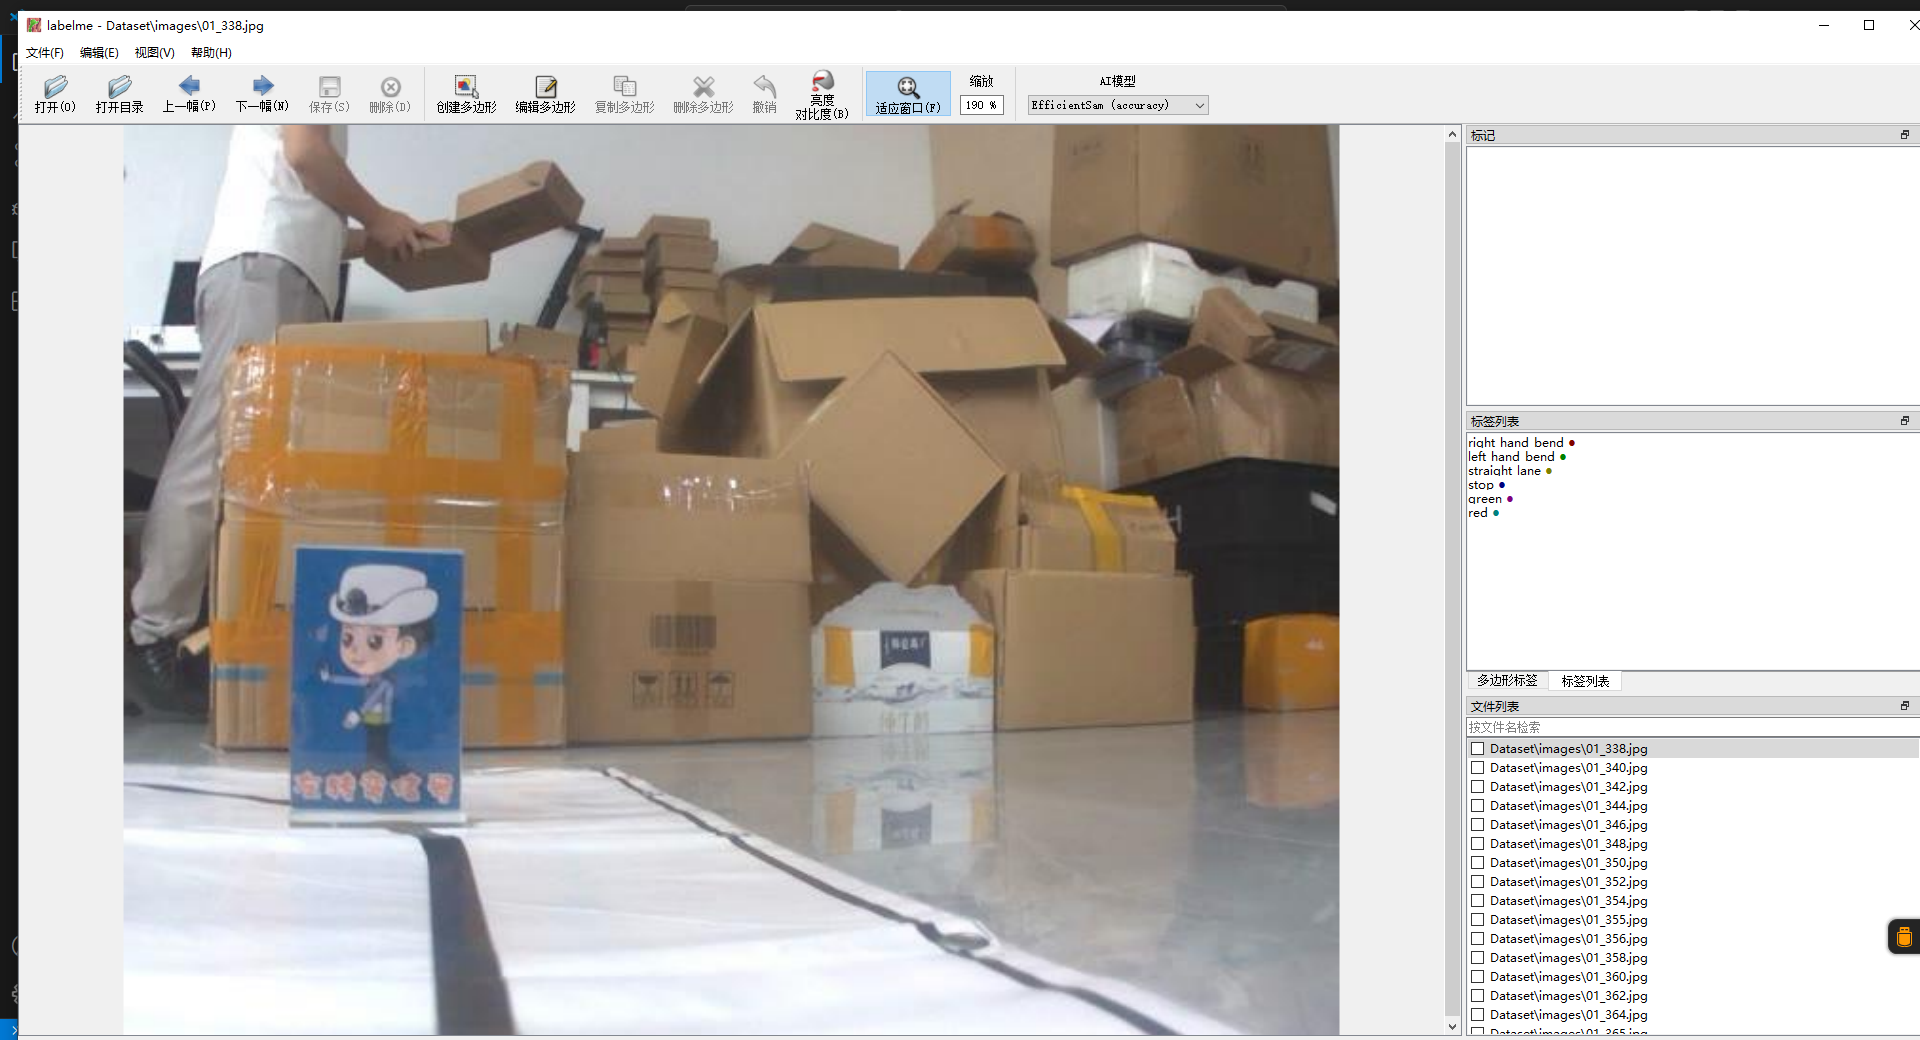 labelme - Dataset\images\01_338.jpg
文件(F) 编辑(E) 视图(V) 帮助(H)
打开(O) 打开目录 上一幅(P) 下一幅(N) 保存(S) 删除(D) 创建多边形 编辑多边形 复制多边形 删除多边形 撤销 亮度 对比度(B) 适应窗口(F) 缩放 190 % AI模型 EfficientSam (accuracy)
标记
标签列表
right hand bend
left hand bend
straight lane
stop
green
red
多边形标签 标签列表
文件列表
按文件名检索
Dataset\images\01_338.jpg
Dataset\images\01_340.jpg
Dataset\images\01_342.jpg
Dataset\images\01_344.jpg
Dataset\images\01_346.jpg
Dataset\images\01_348.jpg
Dataset\images\01_350.jpg
Dataset\images\01_352.jpg
Dataset\images\01_354.jpg
Dataset\images\01_355.jpg
Dataset\images\01_356.jpg
Dataset\images\01_358.jpg
Dataset\images\01_360.jpg
Dataset\images\01_362.jpg
Dataset\images\01_364.jpg
Dataset\images\01_365.jpg
纯牛奶